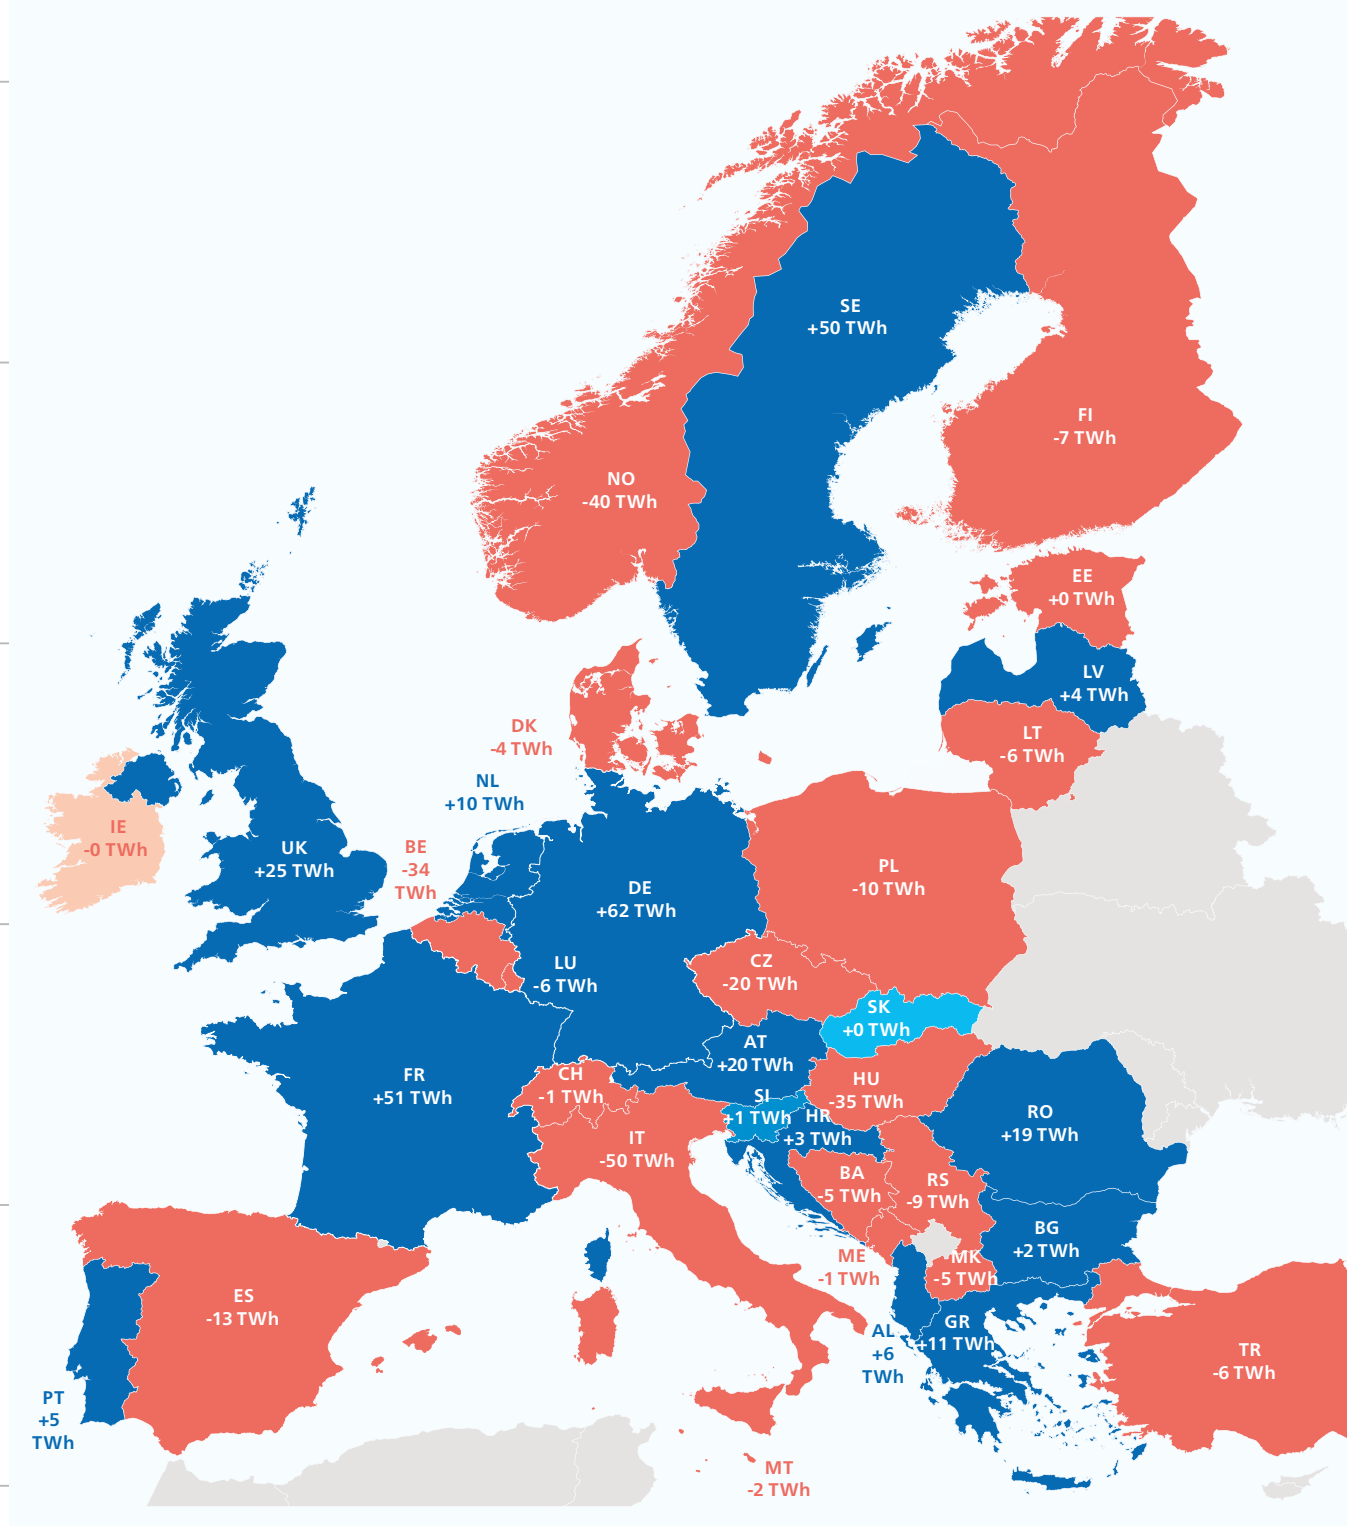 SE
+50 TWh
FI
-7 TWh
NO
-40 TWh
EE
+0 TWh
LV
+4 TWh
LT
-6 TWh
DK
-4 TWh
NL
+10 TWh
IE
-0 TWh
UK
+25 TWh
BE
-34
TWh
DE
+62 TWh
PL
-10 TWh
LU
-6 TWh
CZ
-20 TWh
SK
+0 TWh
AT
+20 TWh
FR
+51 TWh
CH
-1 TWh
HU
-35 TWh
SI
+1 TWh
HR
+3 TWh
RO
+19 TWh
IT
-50 TWh
BA
-5 TWh
RS
-9 TWh
BG
+2 TWh
ME
-1 TWh
MK
-5 TWh
ES
-13 TWh
AL
+6
TWh
GR
+11 TWh
TR
-6 TWh
PT
+5
TWh
MT
-2 TWh